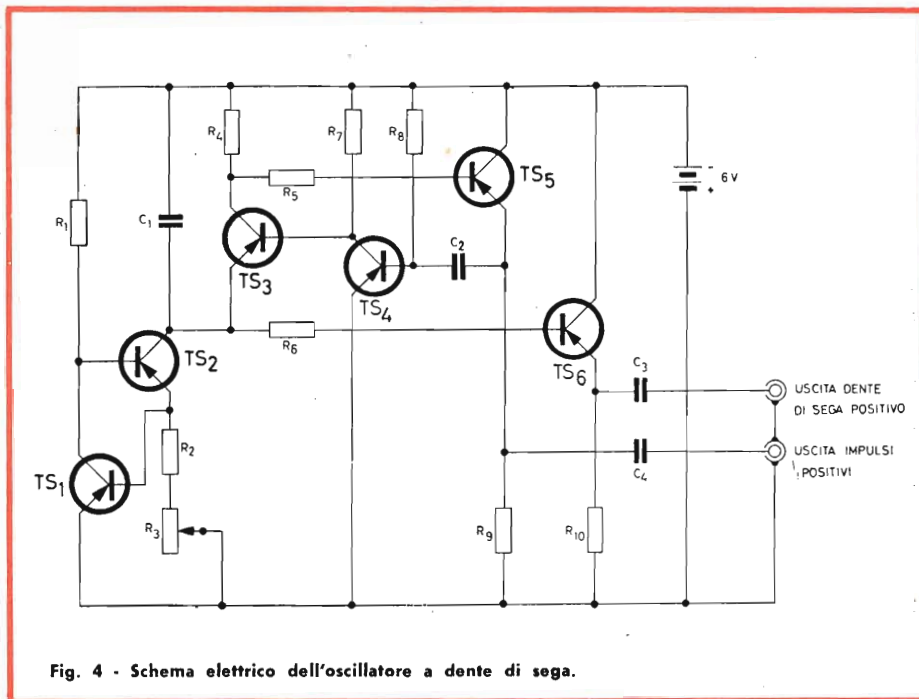 R4
R7
R8
TS5
-
6 V
+
R5
R1
C1
C2
TS3
TS4
TS2
R6
TS6
C3
USCITA DENTE
DI SEGA POSITIVO
R2
C4
USCITA IMPULSI
POSITIVI
TS1
R3
R9
R10
Fig. 4 - Schema elettrico dell'oscillatore a dente di sega.